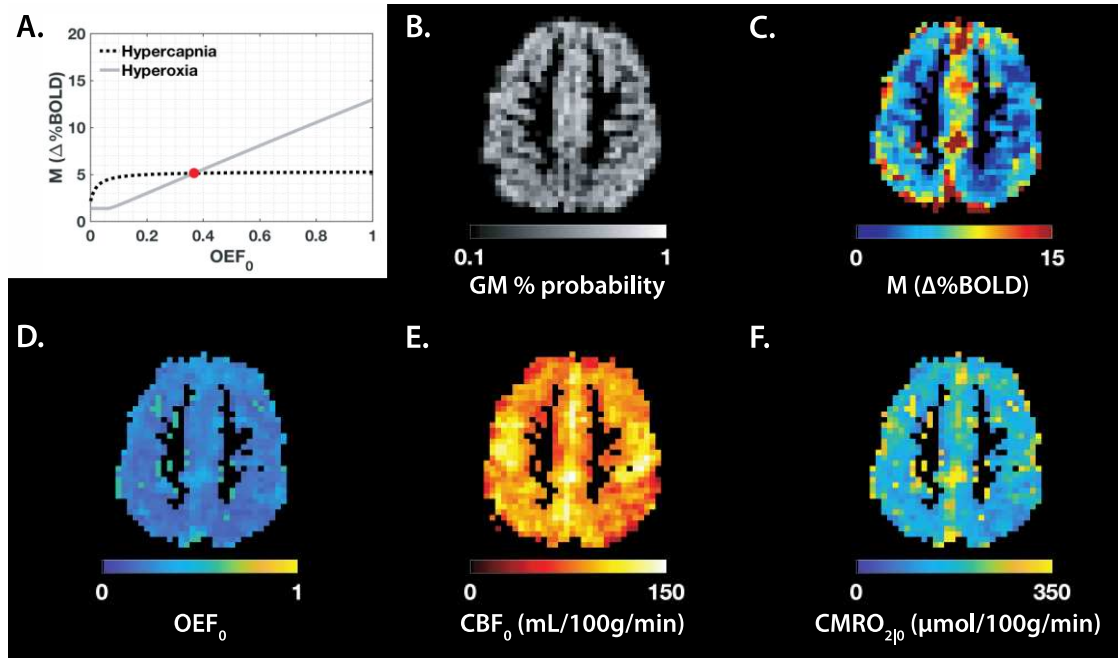 A.
20
15
10
5
0
M (Δ%BOLD)
Hypercapnia
Hyperoxia
0 0.2 0.4 0.6 0.8 1
OEF₀
B.
0.1 1
GM % probability
C.
0 15
M (Δ%BOLD)
D.
0 1
OEF₀
E.
0 150
CBF₀ (mL/100g/min)
F.
0 350
CMRO₂|₀ (μmol/100g/min)